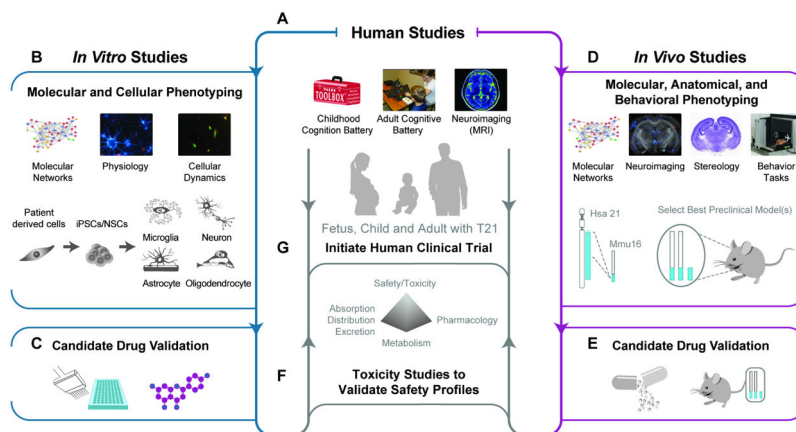 A
Human Studies
B
In Vitro Studies
Molecular and Cellular Phenotyping
Molecular
Networks
Physiology
Cellular
Dynamics
Patient
derived cells
iPSCs/NSCs
Microglia
Neuron
Astrocyte
Oligodendrocyte
C
Candidate Drug Validation
TOOLBOX
Childhood
Cognition Battery
Adult Cognitive
Battery
Neuroimaging
(MRI)
Fetus, Child and Adult with T21
G
Initiate Human Clinical Trial
Safety/Toxicity
Absorption
Distribution
Excretion
Pharmacology
Metabolism
F
Toxicity Studies to
Validate Safety Profiles
D
In Vivo Studies
Molecular, Anatomical, and
Behavioral Phenotyping
Molecular
Networks
Neuroimaging
Stereology
Behavior
Tasks
Hsa 21
Mmu16
Select Best Preclinical Model(s)
E
Candidate Drug Validation